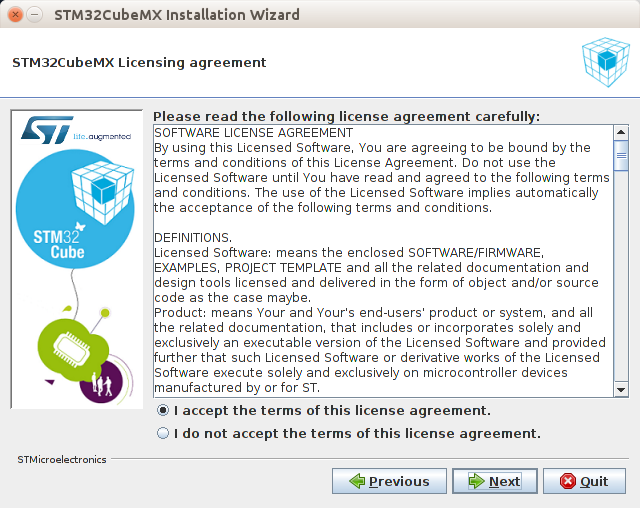 STM32CubeMX Installation Wizard
STM32CubeMX Licensing agreement
ST life.augmented
STM32
Cube
Please read the following license agreement carefully:
SOFTWARE LICENSE AGREEMENT
By using this Licensed Software, You are agreeing to be bound by the
terms and conditions of this License Agreement. Do not use the
Licensed Software until You have read and agreed to the following terms
and conditions. The use of the Licensed Software implies automatically
the acceptance of the following terms and conditions.
DEFINITIONS.
Licensed Software: means the enclosed SOFTWARE/FIRMWARE,
EXAMPLES, PROJECT TEMPLATE and all the related documentation and
design tools licensed and delivered in the form of object and/or source
code as the case maybe.
Product: means Your and Your's end-users' product or system, and all
the related documentation, that includes or incorporates solely and
exclusively an executable version of the Licensed Software and provided
further that such Licensed Software or derivative works of the Licensed
Software execute solely and exclusively on microcontroller devices
manufactured by or for ST.
I accept the terms of this license agreement.
I do not accept the terms of this license agreement.
STMicroelectronics
Previous
Next
Quit